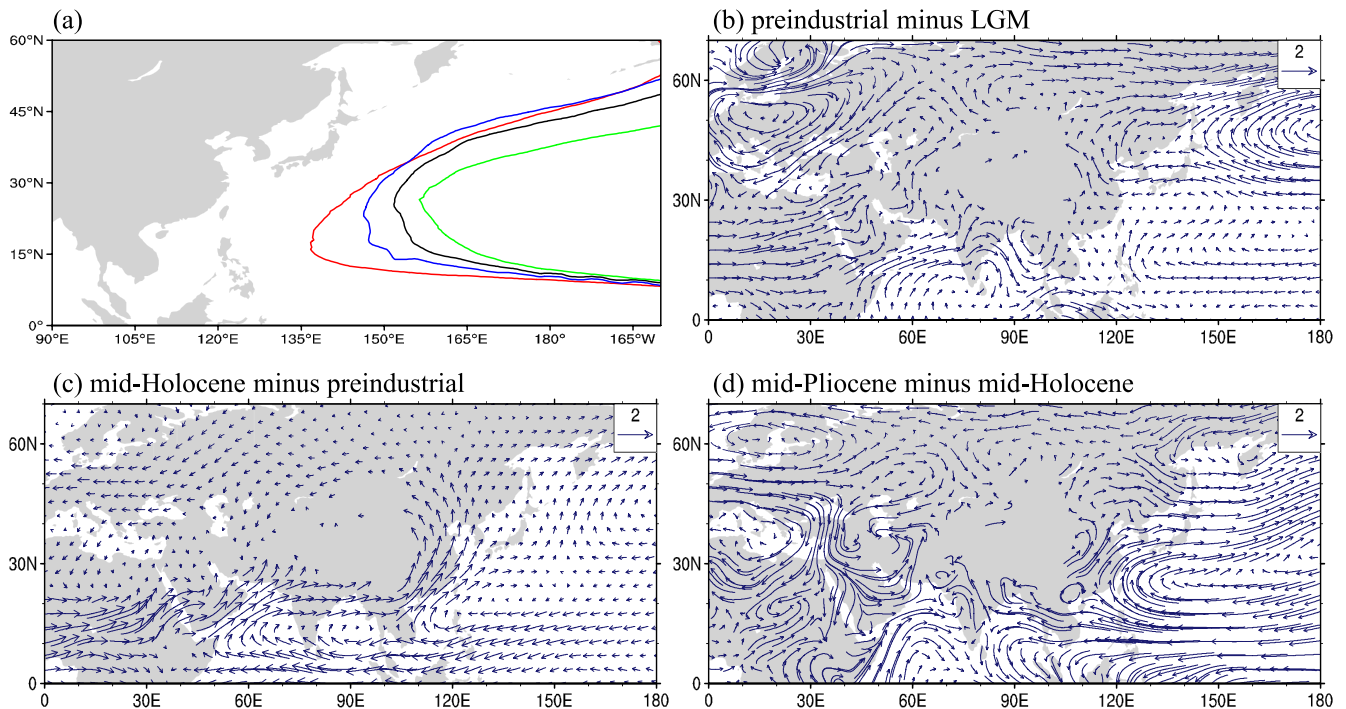 (a)
60°N
45°N
30°N
15°N
0°
90°E 105°E 120°E 135°E 150°E 165°E 180° 165°W
(b) preindustrial minus LGM
2
60N
30N
0
0 30E 60E 90E 120E 150E 180
(c) mid-Holocene minus preindustrial
2
60N
30N
0
0 30E 60E 90E 120E 150E 180
(d) mid-Pliocene minus mid-Holocene
2
60N
30N
0
0 30E 60E 90E 120E 150E 180